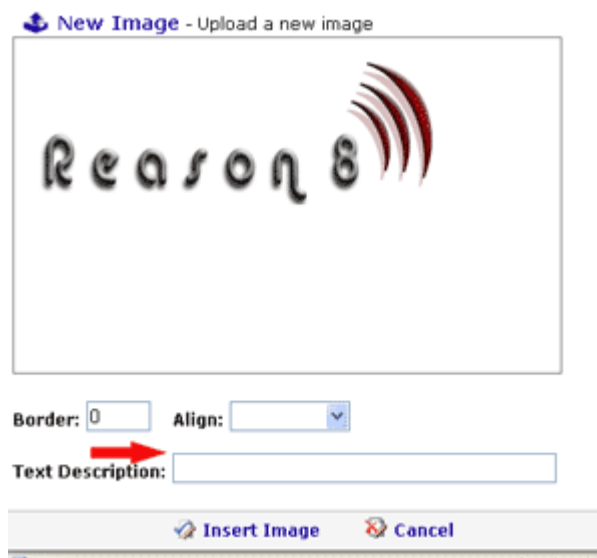 New Image - Upload a new image
Reason 8
Border: 0 Align:
Text Description:
Insert Image Cancel